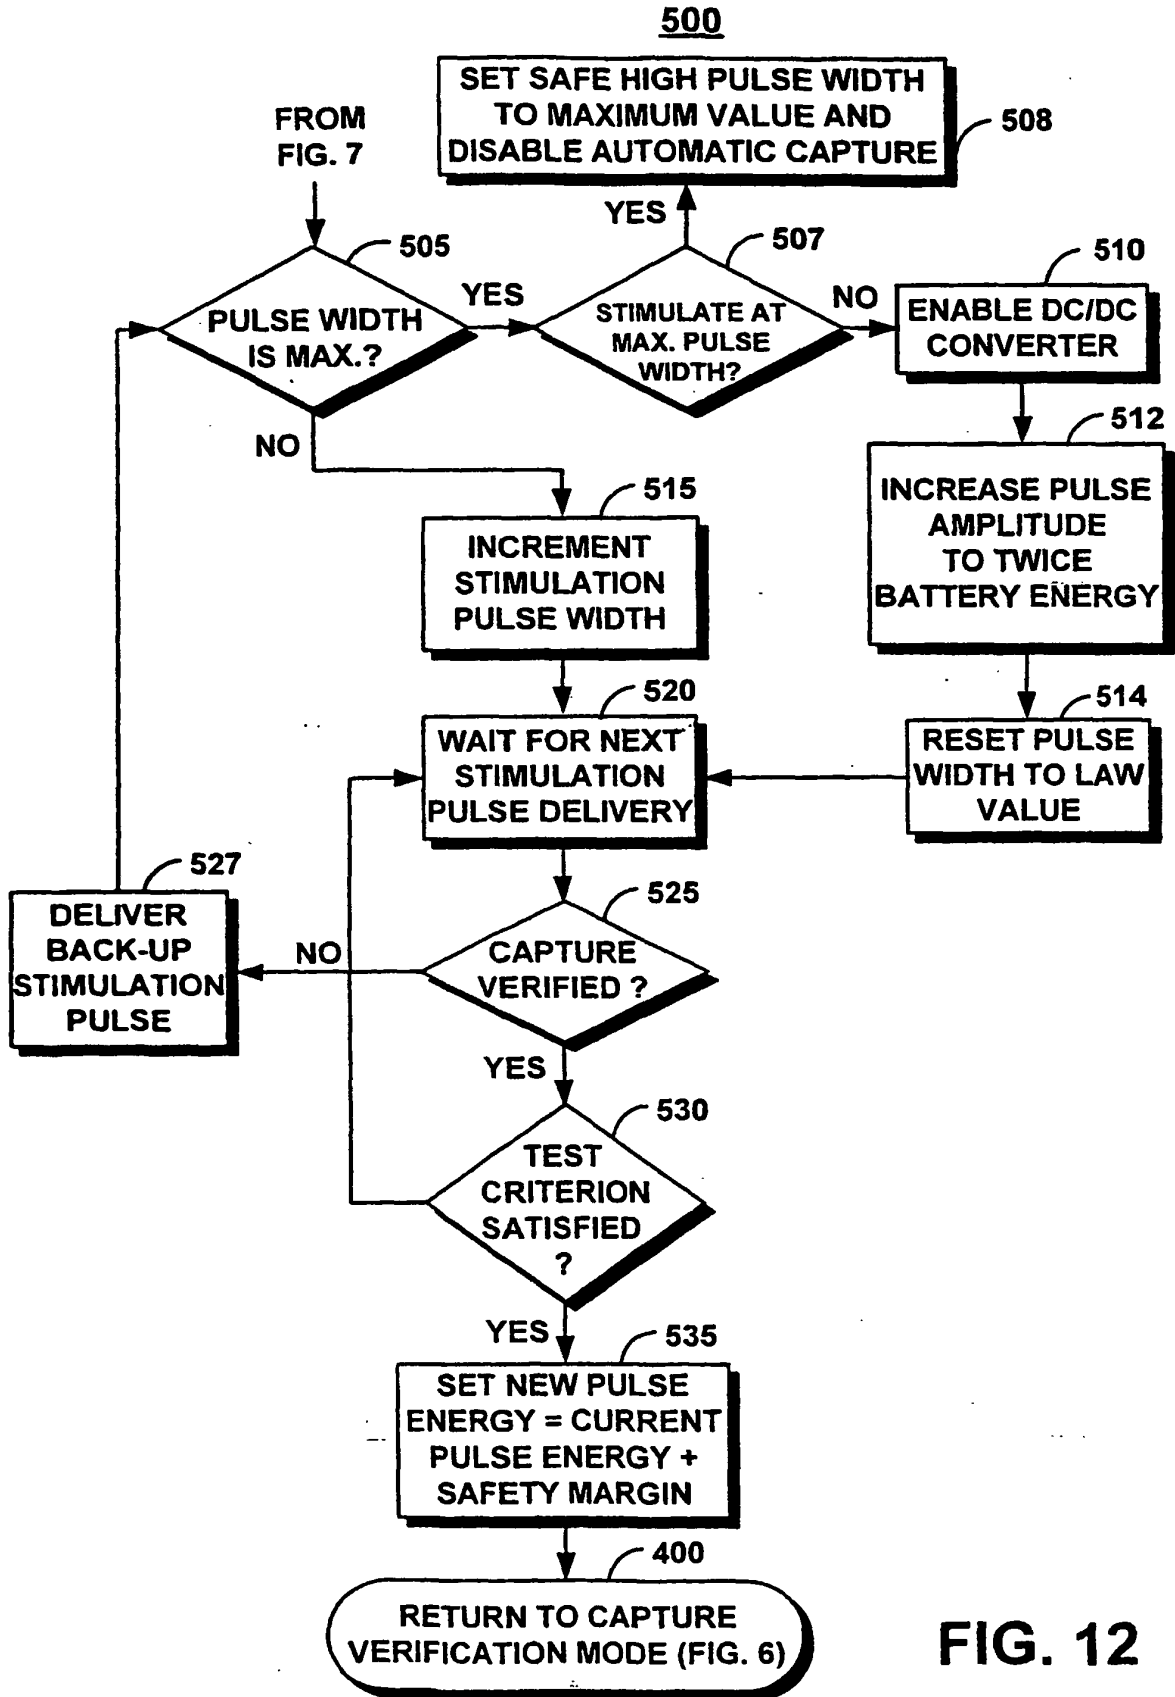 500
SET SAFE HIGH PULSE WIDTH
TO MAXIMUM VALUE AND
DISABLE AUTOMATIC CAPTURE
508
FROM
FIG. 7
YES
505
507
510
PULSE WIDTH
IS MAX.?
YES
STIMULATE AT
MAX. PULSE
WIDTH?
NO
ENABLE DC/DC
CONVERTER
NO
512
INCREASE PULSE
AMPLITUDE
TO TWICE
BATTERY ENERGY
515
INCREMENT
STIMULATION
PULSE WIDTH
520
514
WAIT FOR NEXT
STIMULATION
PULSE DELIVERY
RESET PULSE
WIDTH TO LAW
VALUE
527
DELIVER
BACK-UP
STIMULATION
PULSE
NO
525
CAPTURE
VERIFIED ?
YES
530
TEST
CRITERION
SATISFIED
?
YES
535
SET NEW PULSE
ENERGY = CURRENT
PULSE ENERGY +
SAFETY MARGIN
400
RETURN TO CAPTURE
VERIFICATION MODE (FIG. 6)
FIG. 12